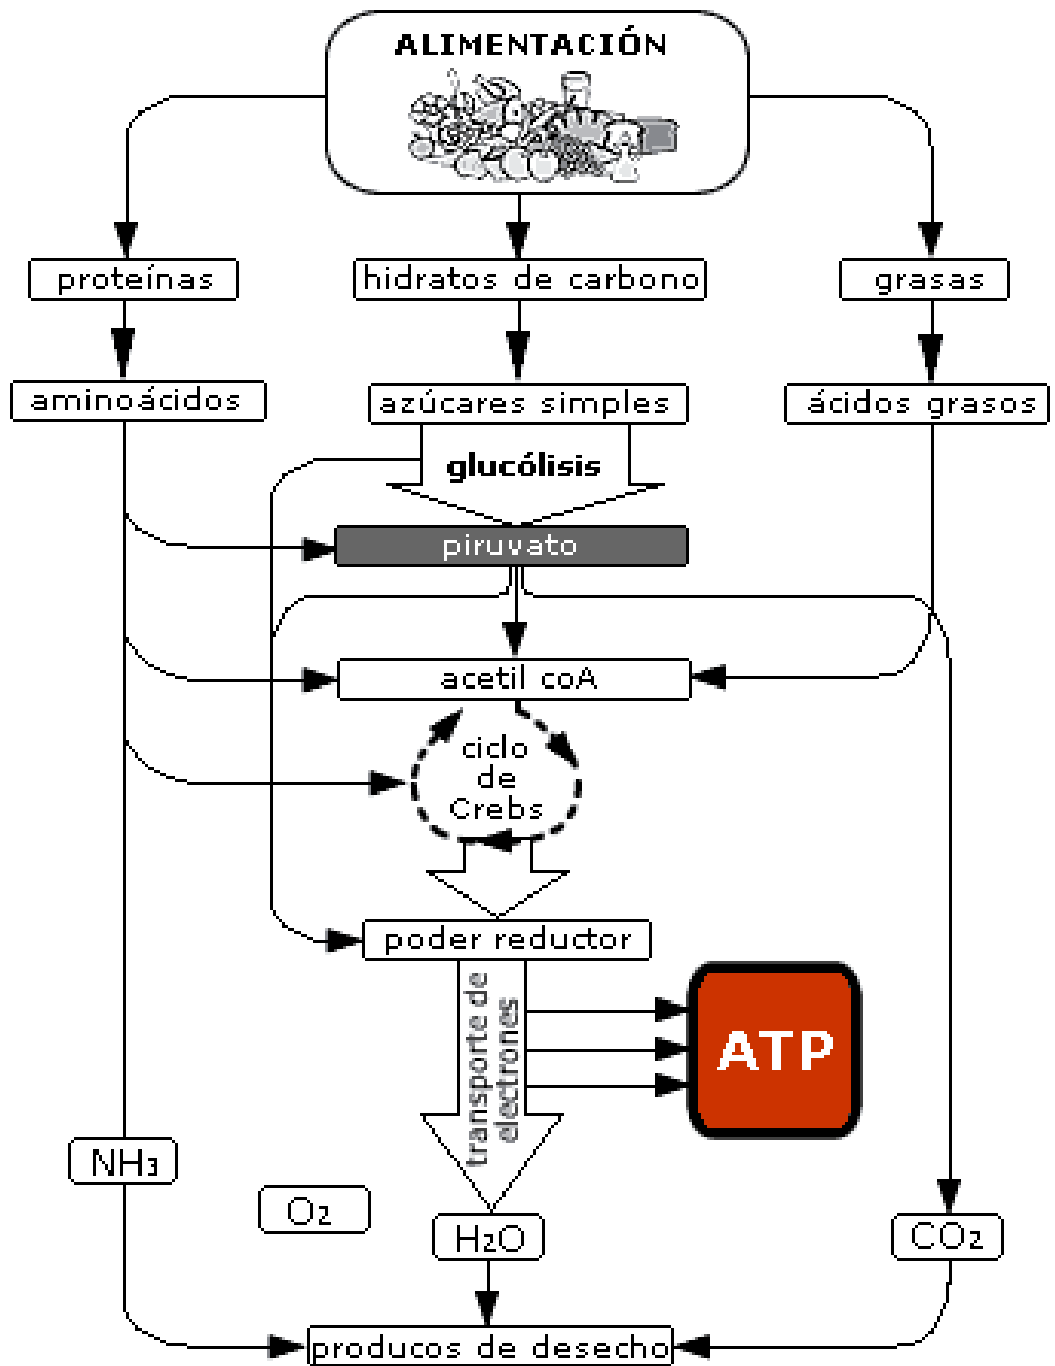 ALIMENTACIÓN
proteínas
hidratos de carbono
grasas
aminoácidos
azúcares simples
ácidos grasos
glucólisis
piruvato
acetil coA
ciclo
de
Crebs
poder reductor
transporte de
electrones
ATP
NH₃
O₂
H₂O
CO₂
producos de desecho